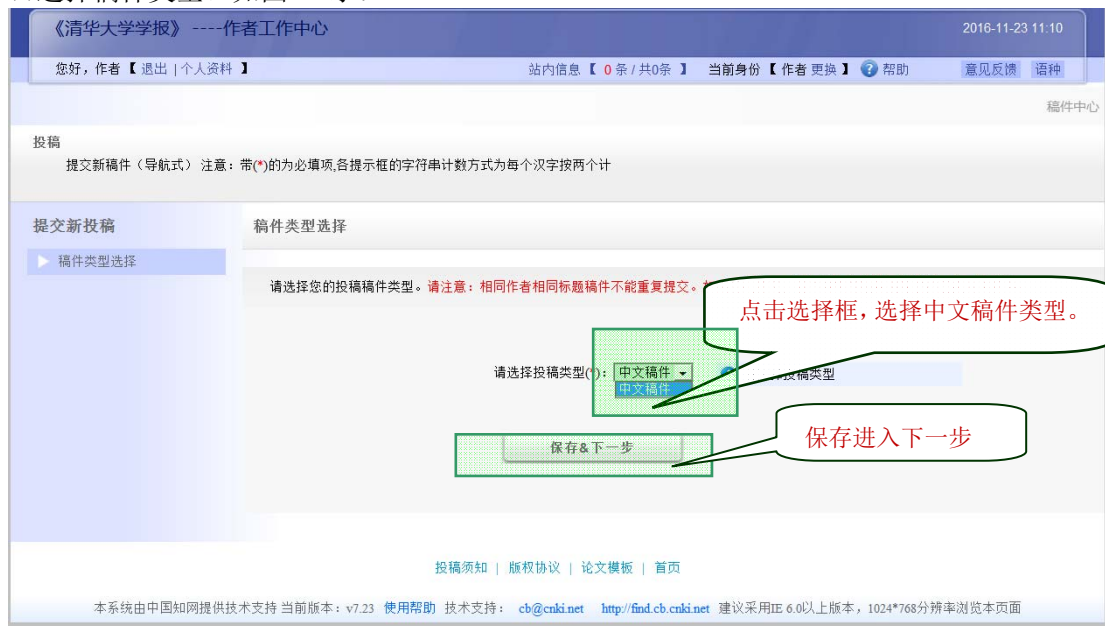 《清华大学学报》 ----作者工作中心
2016-11-23 11:10
您好，作者【 退出 | 个人资料 】
站内信息【 0 条 / 共0条 】 当前身份【 作者 更换 】 帮助 意见反馈 语种
稿件中心
投稿
提交新稿件（导航式） 注意：带(*)的为必填项,各提示框的字符串计数方式为每个汉字按两个计
提交新投稿
稿件类型选择
稿件类型选择
请选择您的投稿稿件类型。请注意：相同作者相同标题稿件不能重复提交。
点击选择框，选择中文稿件类型。
请选择投稿类型(*)： 中文稿件
投稿类型
中文稿件
保存&下一步
保存进入下一步
投稿须知 | 版权协议 | 论文模板 | 首页
本系统由中国知网提供技术支持 当前版本：v7.23 使用帮助 技术支持： cb@cnki.net http://find.cb.cnki.net 建议采用IE 6.0以上版本，1024*768分辨率浏览本页面